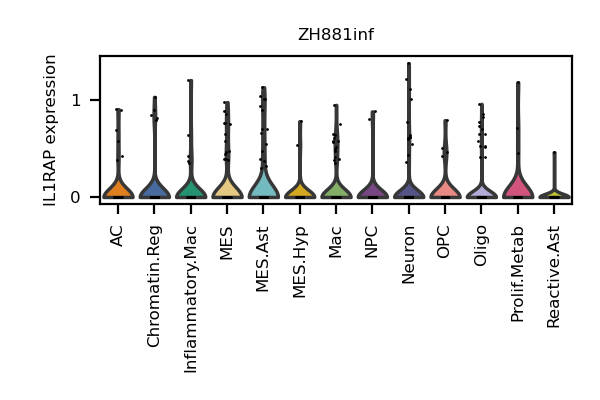 ZH881inf
IL1RAP expression
1
0
AC
Chromatin.Reg
Inflammatory.Mac
MES
MES.Ast
MES.Hyp
Mac
NPC
Neuron
OPC
Oligo
Prolif.Metab
Reactive.Ast